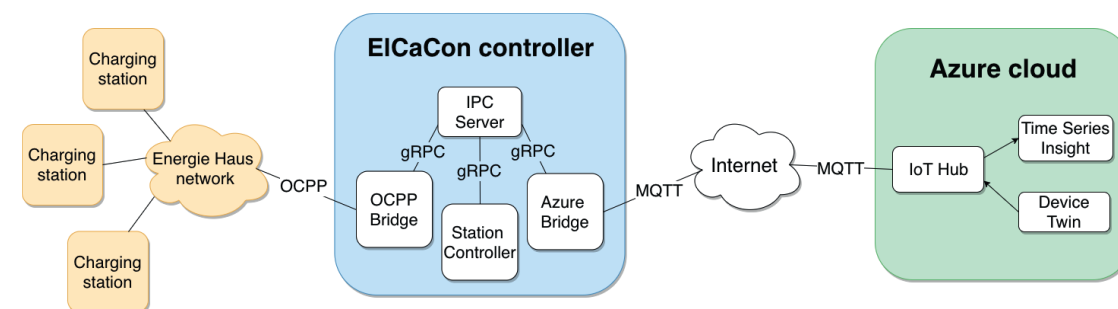 Charging
station
Charging
station
Charging
station
Energie Haus
network
OCPP
ElCaCon controller
IPC
Server
gRPC
gRPC
gRPC
OCPP
Bridge
Station
Controller
Azure
Bridge
MQTT
Internet
MQTT
Azure cloud
IoT Hub
Time Series
Insight
Device
Twin